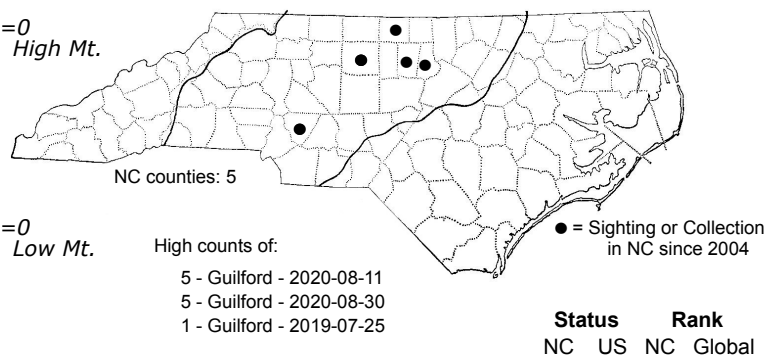 =0
High Mt.
NC counties: 5
=0
Low Mt.
High counts of:
5 - Guilford - 2020-08-11
5 - Guilford - 2020-08-30
1 - Guilford - 2019-07-25
● = Sighting or Collection
in NC since 2004
Status Rank
NC US NC Global